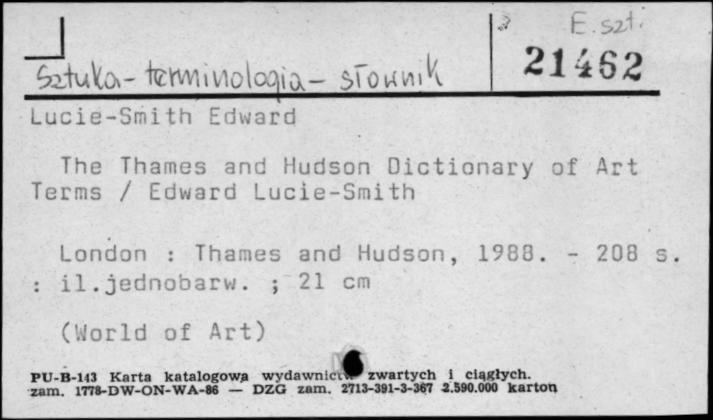 E. szt.
21462
Sztuka - terminologia - słownik
Lucie-Smith Edward
The Thames and Hudson Dictionary of Art
Terms / Edward Lucie-Smith
London : Thames and Hudson, 1988. - 208 s.
: il.jednobarw. ; 21 cm
(World of Art)
PU-B-143 Karta katalogowa wydawnictw zwartych i ciągłych.
zam. 1778-DW-ON-WA-86 — DZG zam. 2713-391-3-367 2.590.000 karton